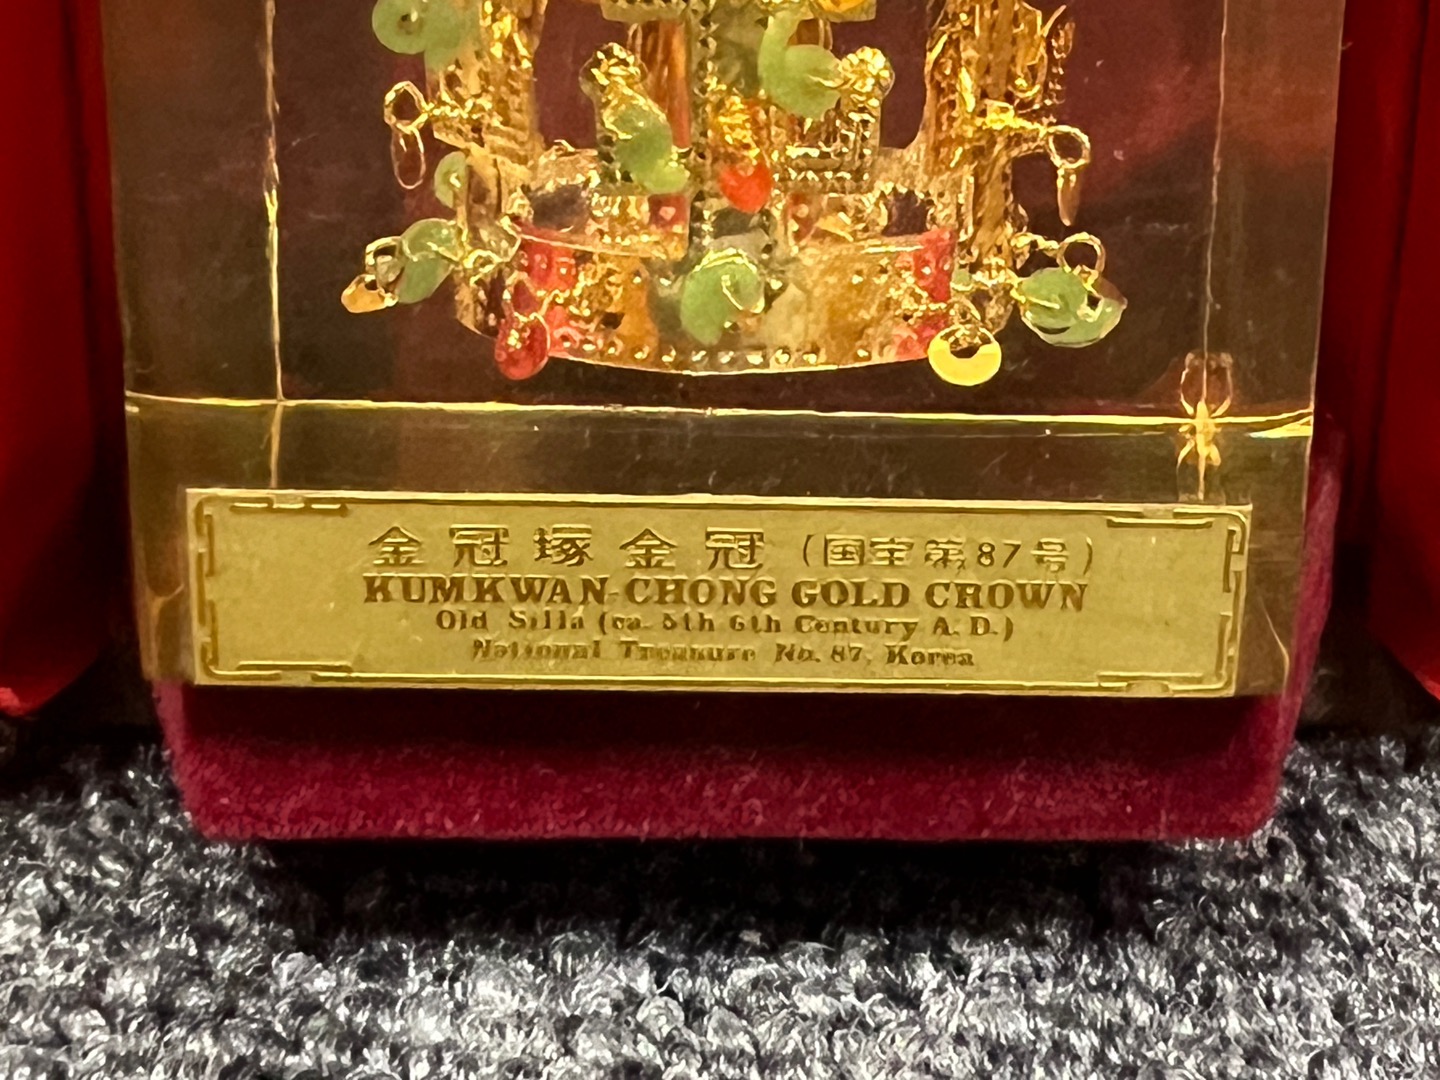 金冠塚金冠(国宝第87号)
KUMKWAN-CHONG GOLD CROWN
Old Silla (ca. 5th 6th Century A. D.)
National Treasure No. 87, Korea